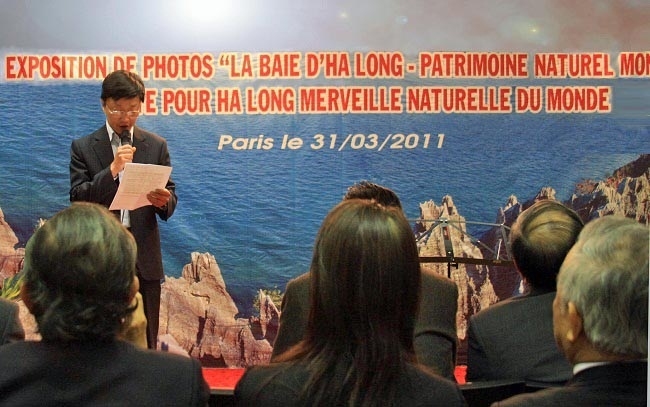 EXPOSITION DE PHOTOS "LA BAIE D'HA LONG - PATRIMOINE NATUREL
POUR HA LONG MERVEILLE NATURELLE DU MONDE
Paris le 31/03/2011